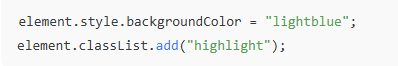 element.style.backgroundColor = "lightblue";
element.classList.add("highlight");